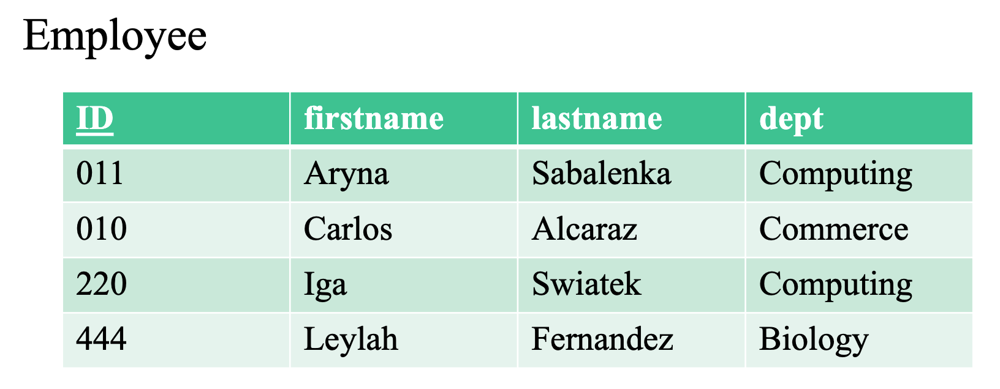 Employee
ID firstname lastname dept
011 Aryna Sabalenka Computing
010 Carlos Alcaraz Commerce
220 Iga Swiatek Computing
444 Leylah Fernandez Biology